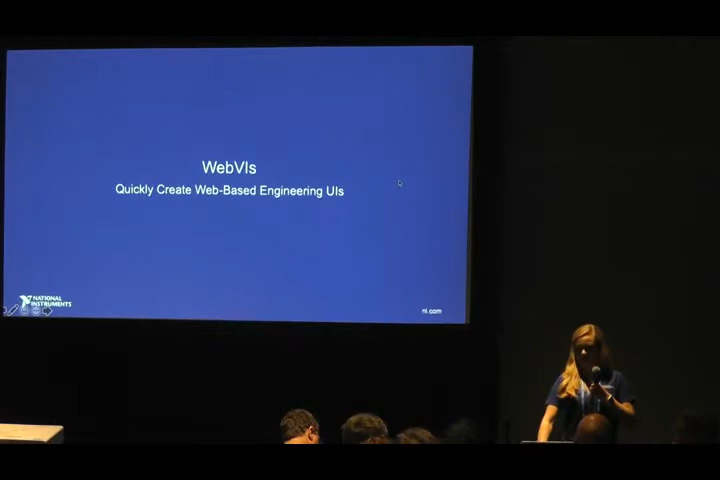 WebVIs
Quickly Create Web-Based Engineering UIs
NATIONAL
INSTRUMENTS
ni.com